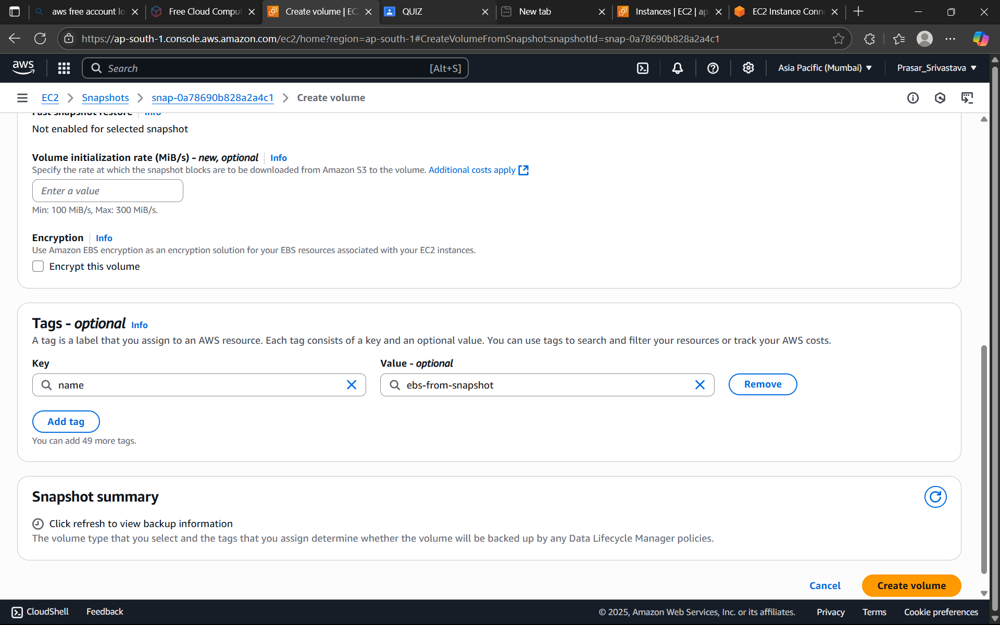 aws free account lo
Free Cloud Comput
Create volume | EC2
QUIZ
New tab
Instances | EC2 | ap
EC2 Instance Conne
https://ap-south-1.console.aws.amazon.com/ec2/home?region=ap-south-1#CreateVolumeFromSnapshot:snapshotId=snap-0a78690b828a2a4c1
aws
Search
[Alt+S]
Asia Pacific (Mumbai)
Prasar_Srivastava
EC2
Snapshots
snap-0a78690b828a2a4c1
Create volume
Fast snapshot restore
Info
Not enabled for selected snapshot
Volume initialization rate (MiB/s) - new, optional
Info
Specify the rate at which the snapshot blocks are to be downloaded from Amazon S3 to the volume. Additional costs apply
Enter a value
Min: 100 MiB/s, Max: 300 MiB/s.
Encryption
Info
Use Amazon EBS encryption as an encryption solution for your EBS resources associated with your EC2 instances.
Encrypt this volume
Tags - optional Info
A tag is a label that you assign to an AWS resource. Each tag consists of a key and an optional value. You can use tags to search and filter your resources or track your AWS costs.
Key
Value - optional
name
ebs-from-snapshot
Remove
Add tag
You can add 49 more tags.
Snapshot summary
Click refresh to view backup information
The volume type that you select and the tags that you assign determine whether the volume will be backed up by any Data Lifecycle Manager policies.
Cancel
Create volume
CloudShell
Feedback
© 2025, Amazon Web Services, Inc. or its affiliates.
Privacy
Terms
Cookie preferences